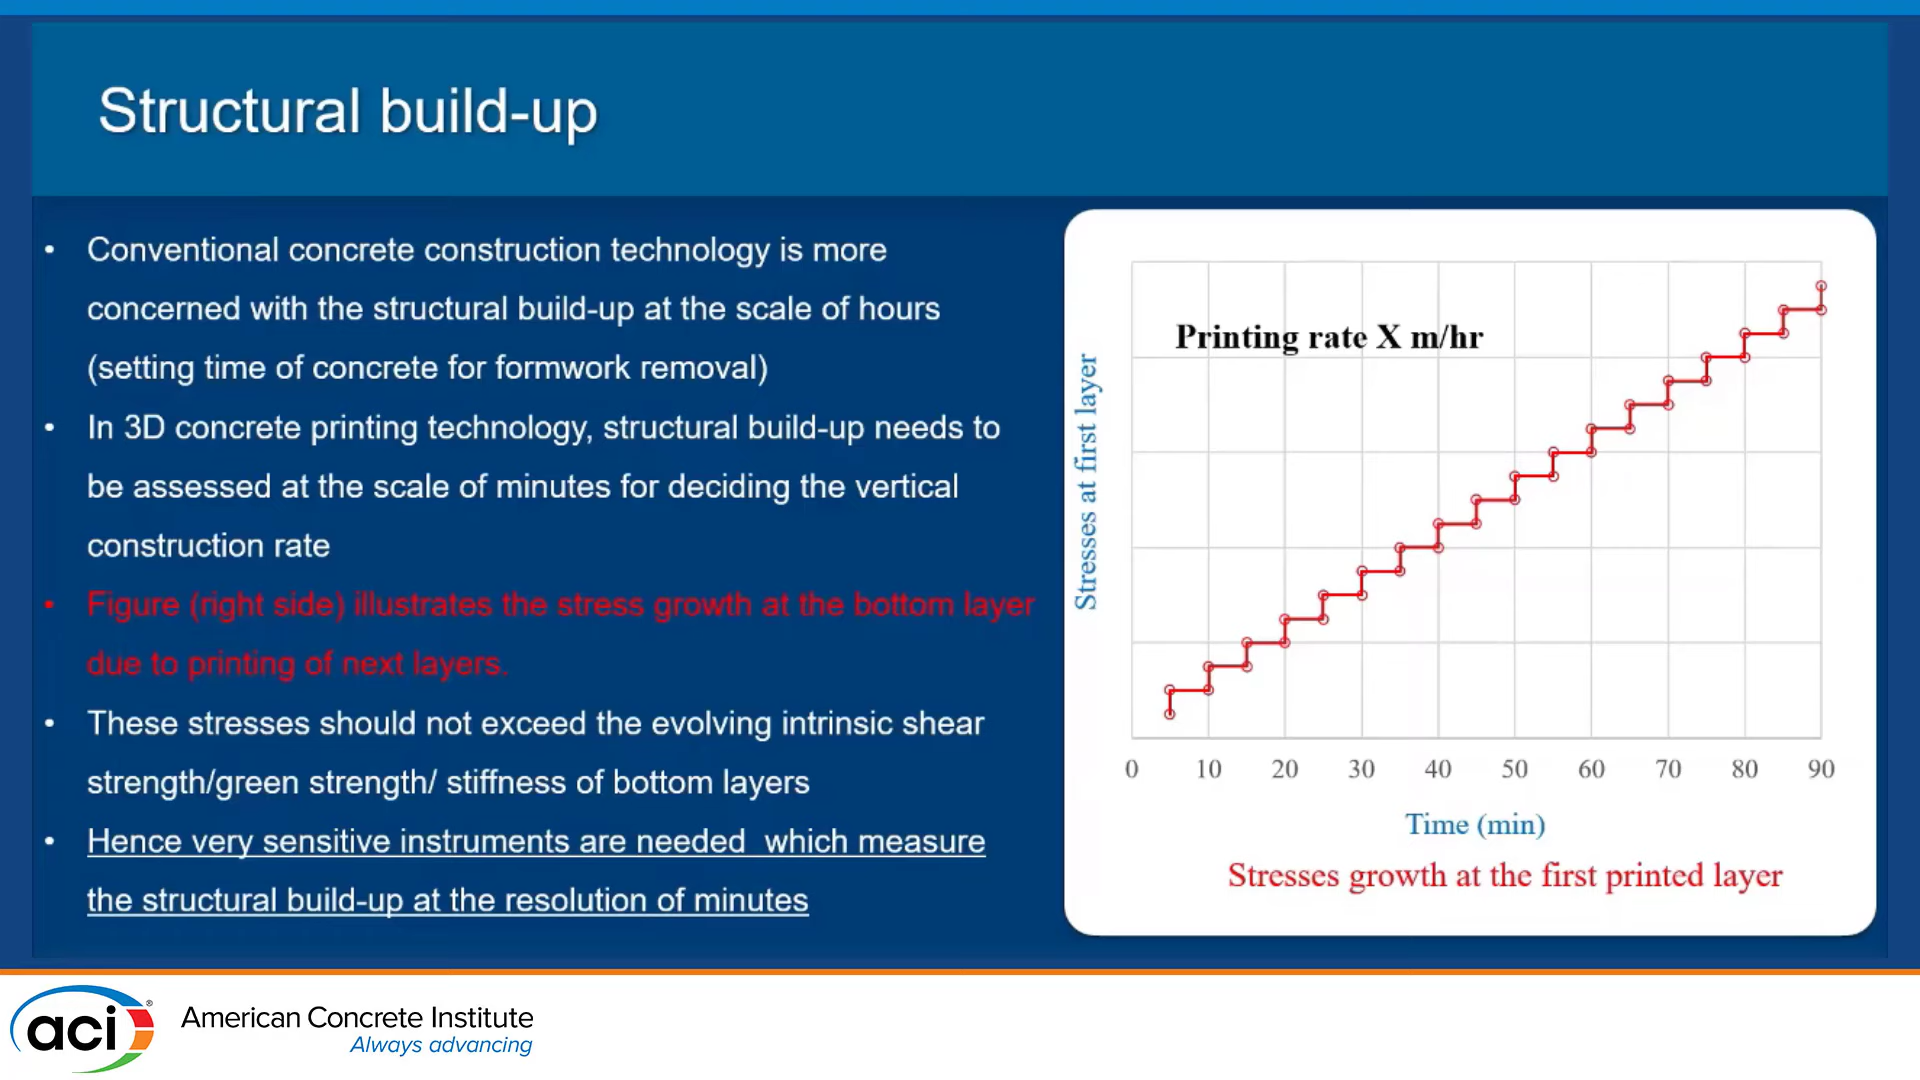 Structural build-up
• Conventional concrete construction technology is more
concerned with the structural build-up at the scale of hours
(setting time of concrete for formwork removal)
• In 3D concrete printing technology, structural build-up needs to
be assessed at the scale of minutes for deciding the vertical
construction rate
• Figure (right side) illustrates the stress growth at the bottom layer
due to printing of next layers.
• These stresses should not exceed the evolving intrinsic shear
strength/green strength/ stiffness of bottom layers
• Hence very sensitive instruments are needed  which measure
the structural build-up at the resolution of minutes
Printing rate X m/hr
Stresses at first layer
0 10 20 30 40 50 60 70 80 90
Time (min)
Stresses growth at the first printed layer
aci®
American Concrete Institute
Always advancing